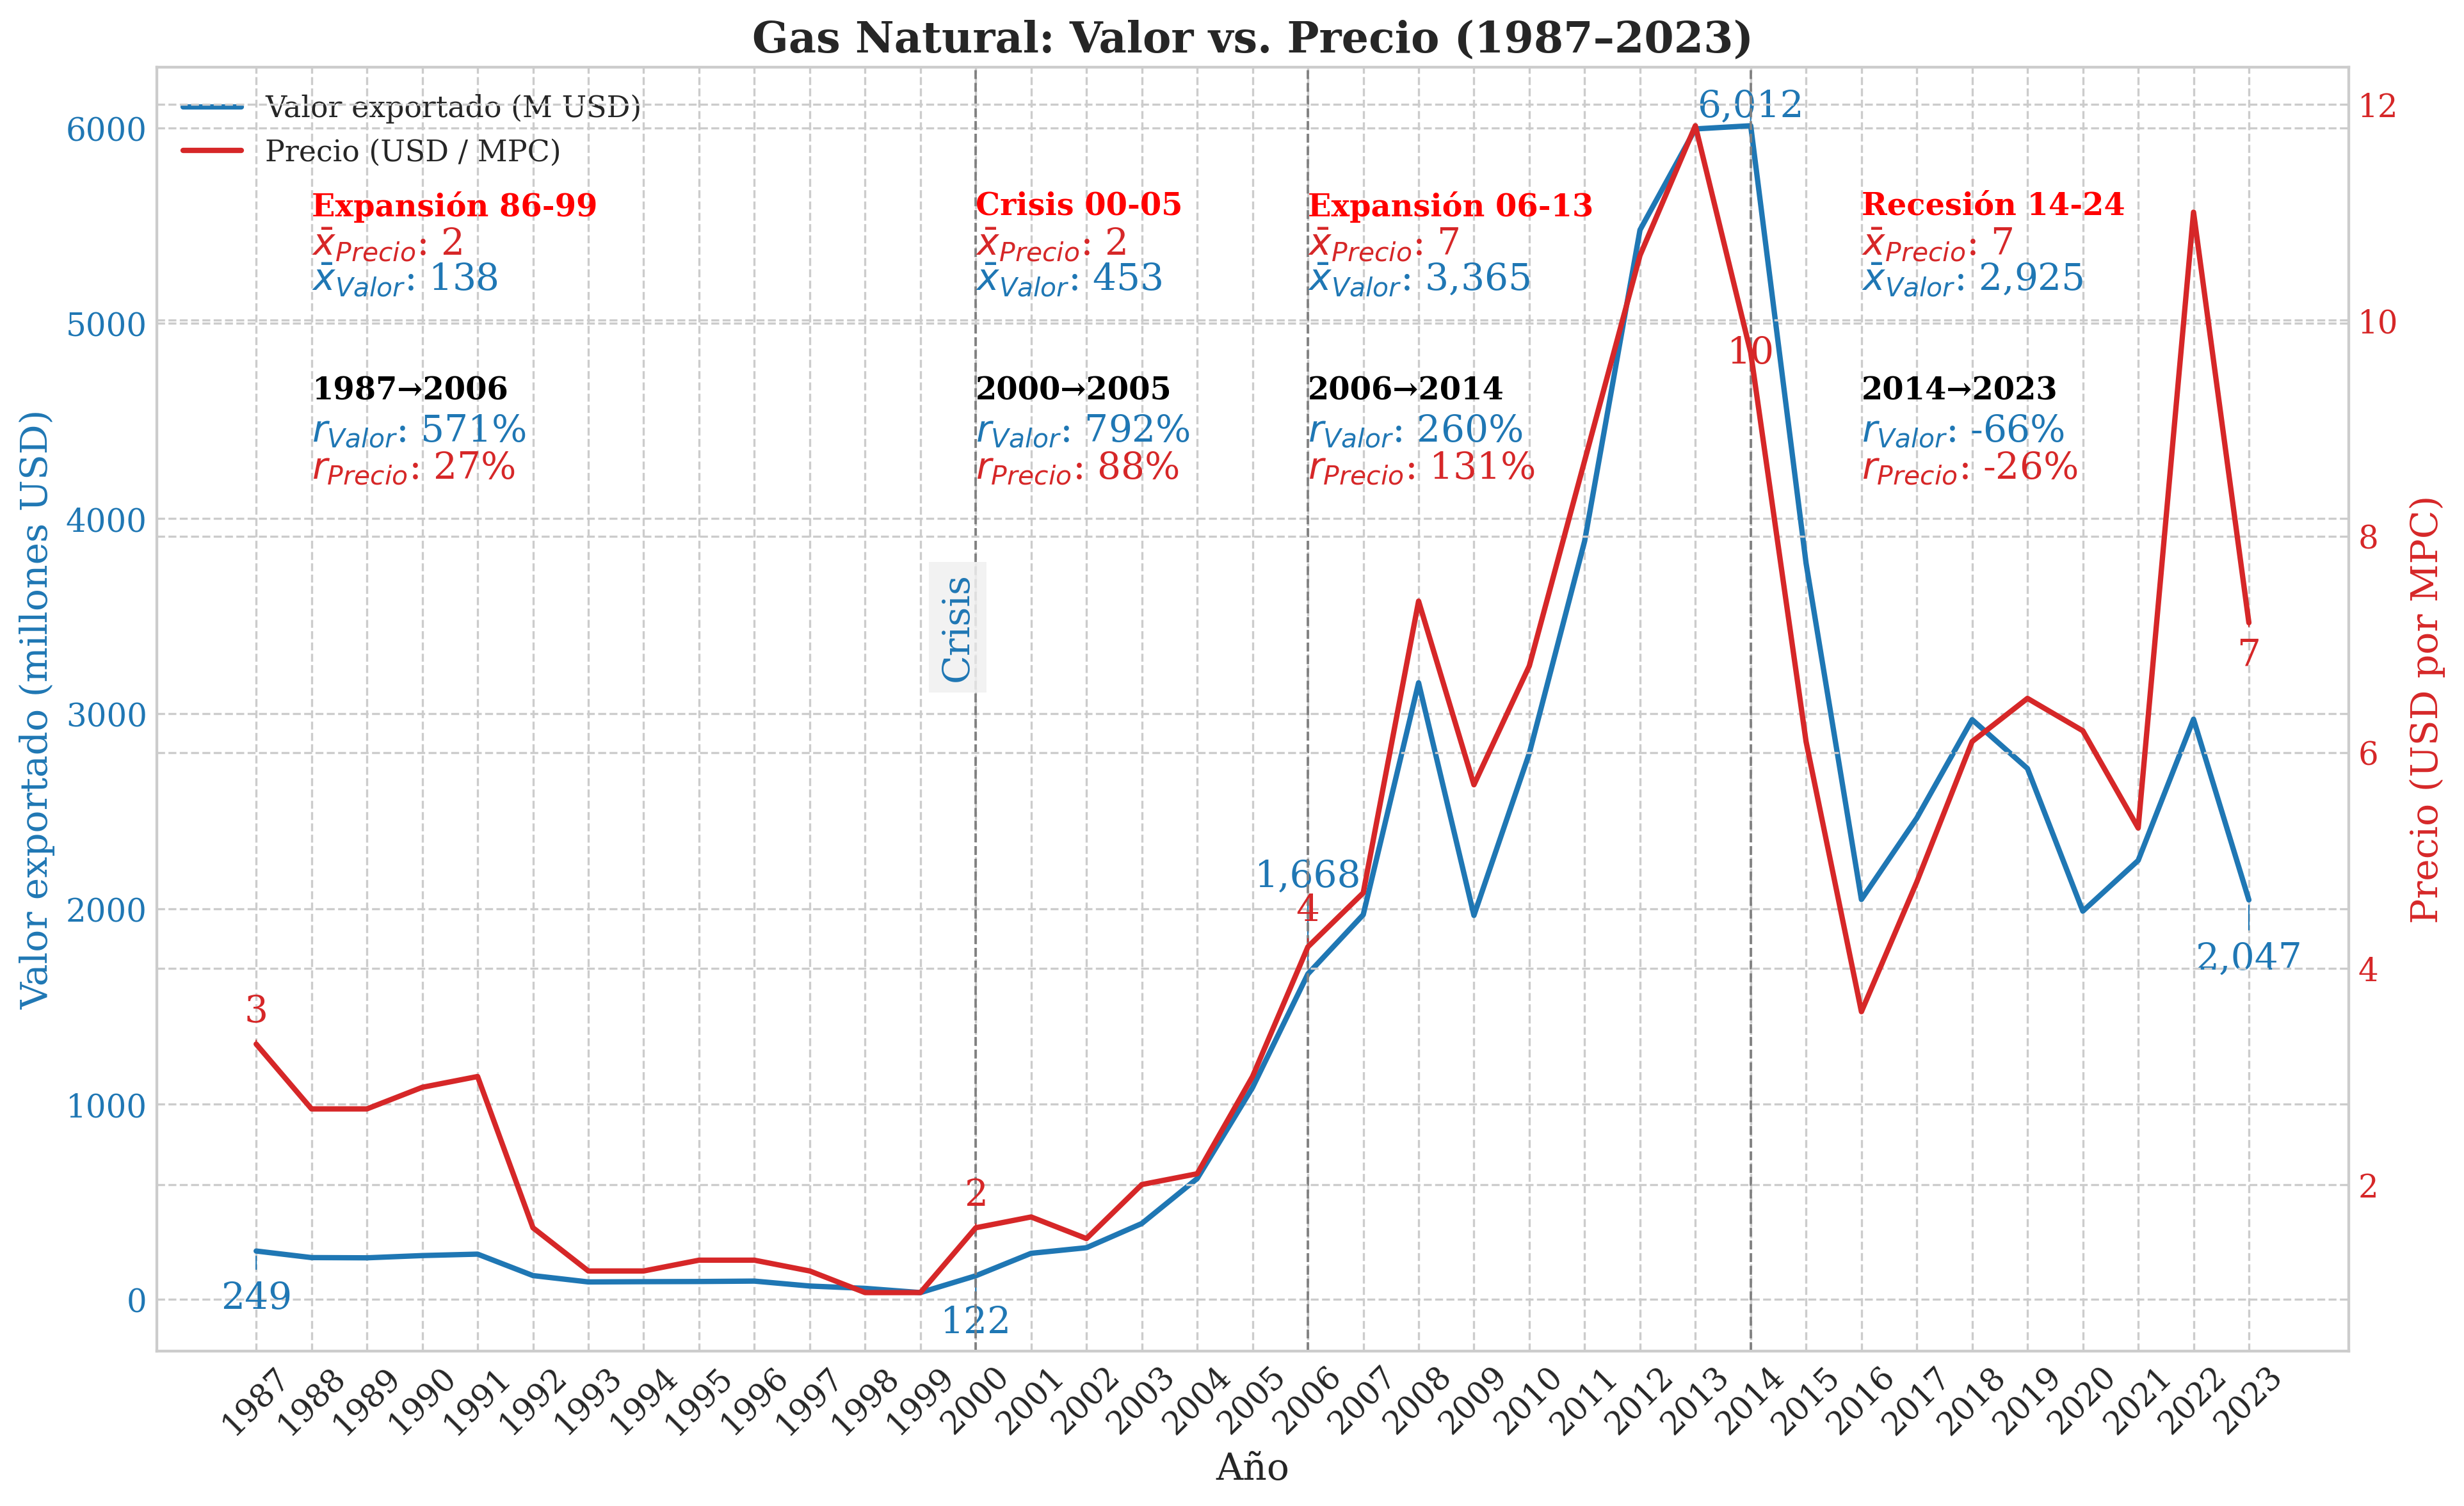 Gas Natural: Valor vs. Precio (1987–2023)
Valor exportado (M USD)
Precio (USD / MPC)
Expansión 86-99
x̄Precio: 2
x̄Valor: 138
Crisis 00-05
x̄Precio: 2
x̄Valor: 453
Expansión 06-13
x̄Precio: 7
x̄Valor: 3,365
Recesión 14-24
x̄Precio: 7
x̄Valor: 2,925
1987→2006
rValor: 571%
rPrecio: 27%
2000→2005
rValor: 792%
rPrecio: 88%
2006→2014
rValor: 260%
rPrecio: 131%
2014→2023
rValor: -66%
rPrecio: -26%
Crisis
6,012
10
7
1,668
4
2,047
3
2
249
122
Valor exportado (millones USD)
6000
5000
4000
3000
2000
1000
0
Precio (USD por MPC)
12
10
8
6
4
2
1987 1988 1989 1990 1991 1992 1993 1994 1995 1996 1997 1998 1999 2000 2001 2002 2003 2004 2005 2006 2007 2008 2009 2010 2011 2012 2013 2014 2015 2016 2017 2018 2019 2020 2021 2022 2023
Año